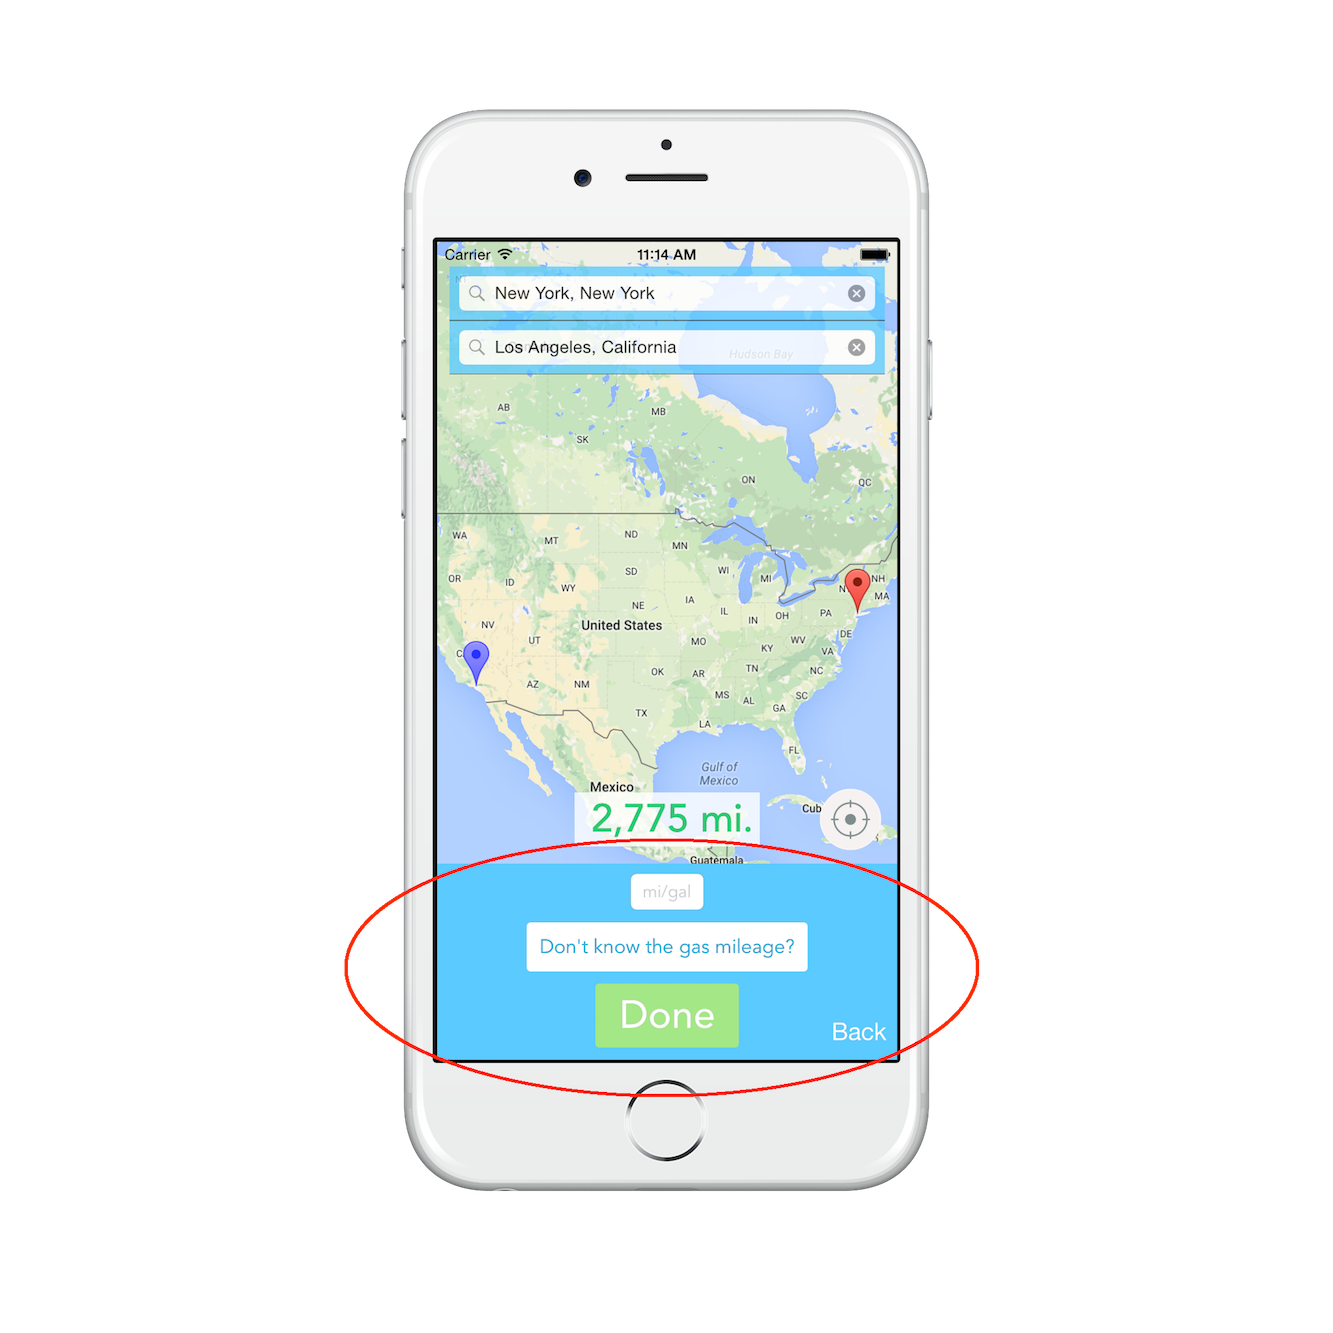 Carrier 11:14 AM
New York, New York
Los Angeles, California
Hudson Bay
AB
MB
SK
ON
QC
WA
MT
ND
MN
OR
ID
WY
SD
WI
MI
NH
MA
NE
IA
IL
IN
OH
PA
NV
UT
United States
MO
KY
WV
VA
DE
AZ
NM
OK
AR
TN
NC
TX
MS
AL
GA
SC
LA
FL
Gulf of
Mexico
Mexico
2,775 mi.
Cub
Guatemala
mi/gal
Don't know the gas mileage?
Done
Back